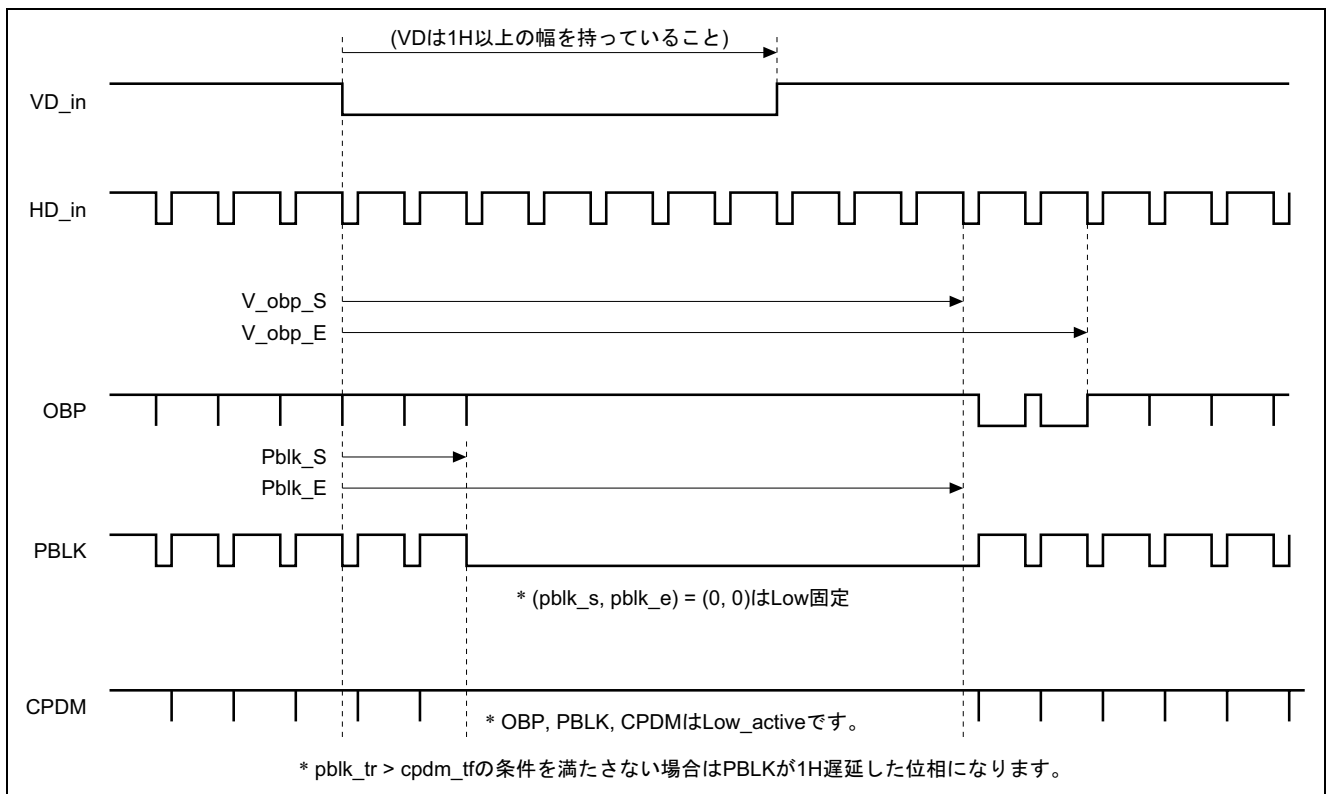 (VDは1H以上の幅を持っていること)
VD_in
HD_in
V_obp_S
V_obp_E
OBP
Pblk_S
Pblk_E
PBLK
* (pblk_s, pblk_e) = (0, 0)はLow固定
CPDM
* OBP, PBLK, CPDMはLow_activeです。
* pblk_tr > cpdm_tfの条件を満たさない場合はPBLKが1H遅延した位相になります。